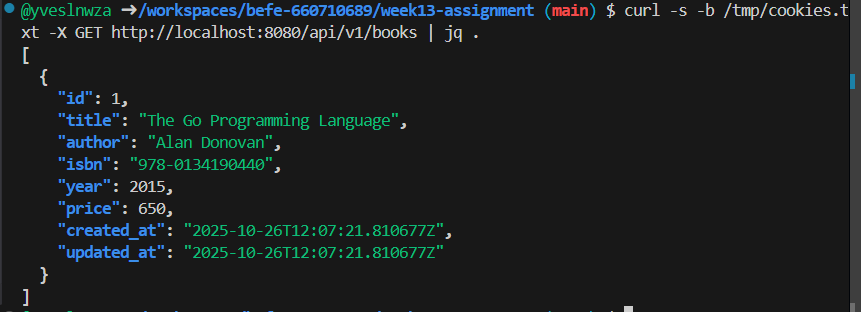 @yveslnwza ➜/workspaces/befe-660710689/week13-assignment (main) $ curl -s -b /tmp/cookies.t
xt -X GET http://localhost:8080/api/v1/books | jq .
[
  {
    "id": 1,
    "title": "The Go Programming Language",
    "author": "Alan Donovan",
    "isbn": "978-0134190440",
    "year": 2015,
    "price": 650,
    "created_at": "2025-10-26T12:07:21.810677Z",
    "updated_at": "2025-10-26T12:07:21.810677Z"
  }
]